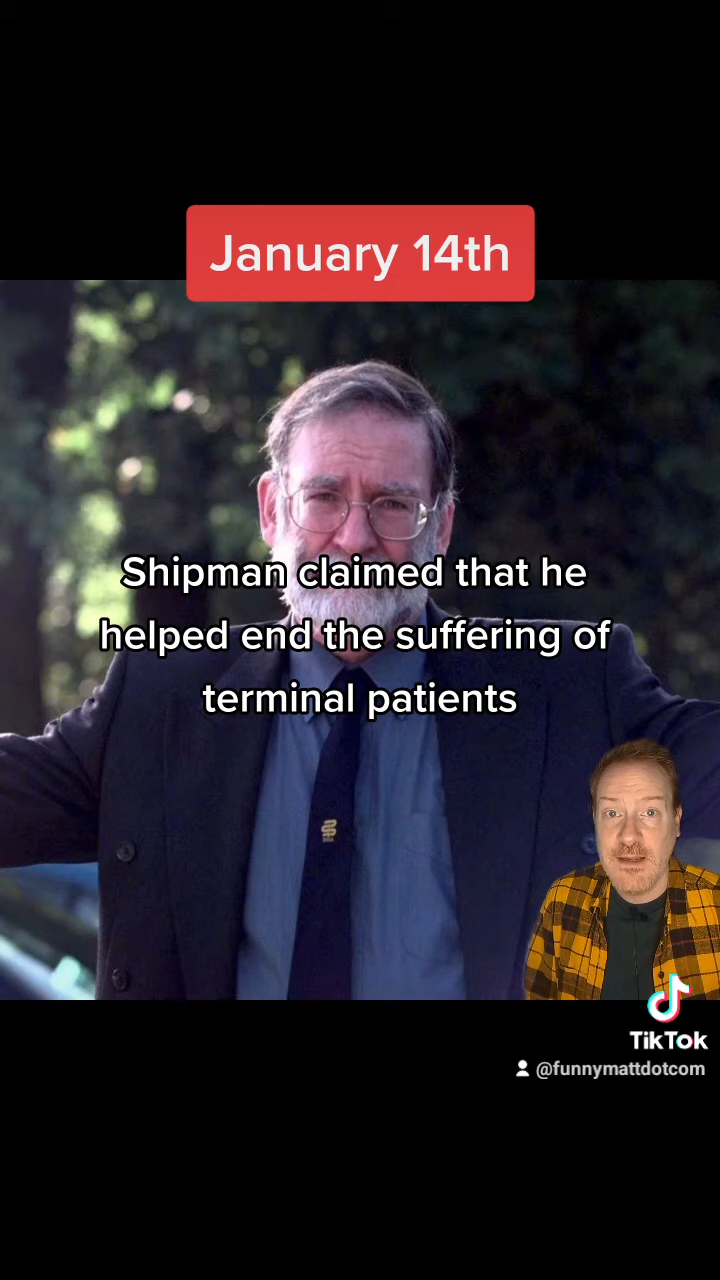 January 14th
Shipman claimed that he
helped end the suffering of
terminal patients
TikTok
@funnymattdotcom